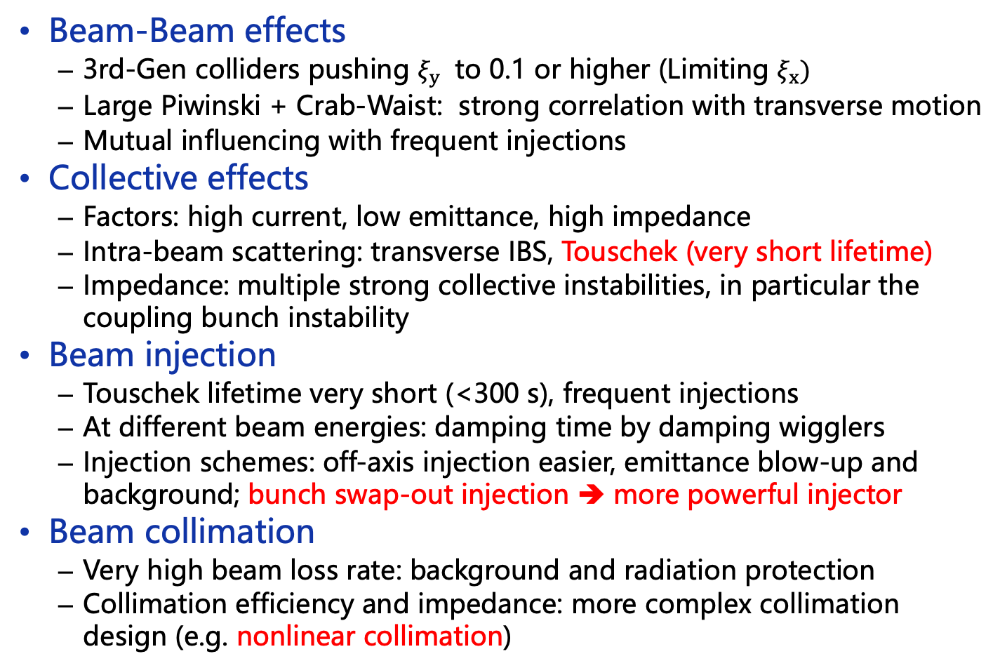 • Beam-Beam effects
– 3rd-Gen colliders pushing ξy to 0.1 or higher (Limiting ξx)
– Large Piwinski + Crab-Waist: strong correlation with transverse motion
– Mutual influencing with frequent injections
• Collective effects
– Factors: high current, low emittance, high impedance
– Intra-beam scattering: transverse IBS, Touschek (very short lifetime)
– Impedance: multiple strong collective instabilities, in particular the
coupling bunch instability
• Beam injection
– Touschek lifetime very short (<300 s), frequent injections
– At different beam energies: damping time by damping wigglers
– Injection schemes: off-axis injection easier, emittance blow-up and
background; bunch swap-out injection ➔ more powerful injector
• Beam collimation
– Very high beam loss rate: background and radiation protection
– Collimation efficiency and impedance: more complex collimation
design (e.g. nonlinear collimation)